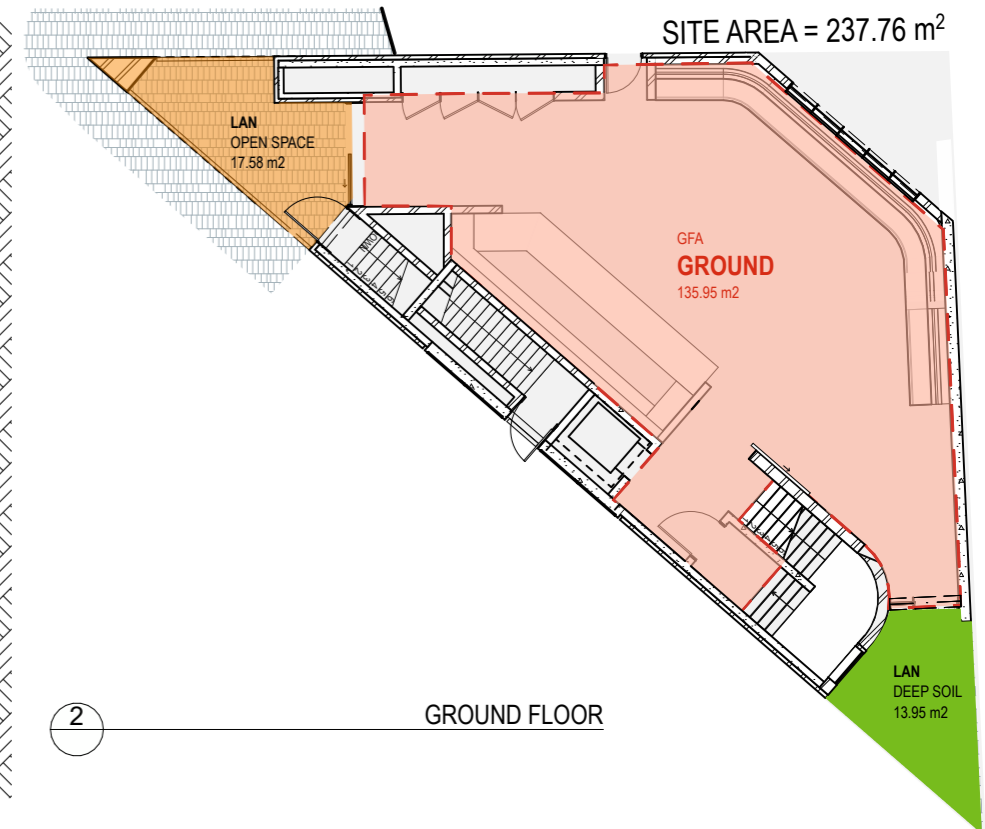 SITE AREA = 237.76 m²
LAN
OPEN SPACE
17.58 m2
GFA
GROUND
135.95 m2
DOWN
LAN
DEEP SOIL
13.95 m2
2
GROUND FLOOR